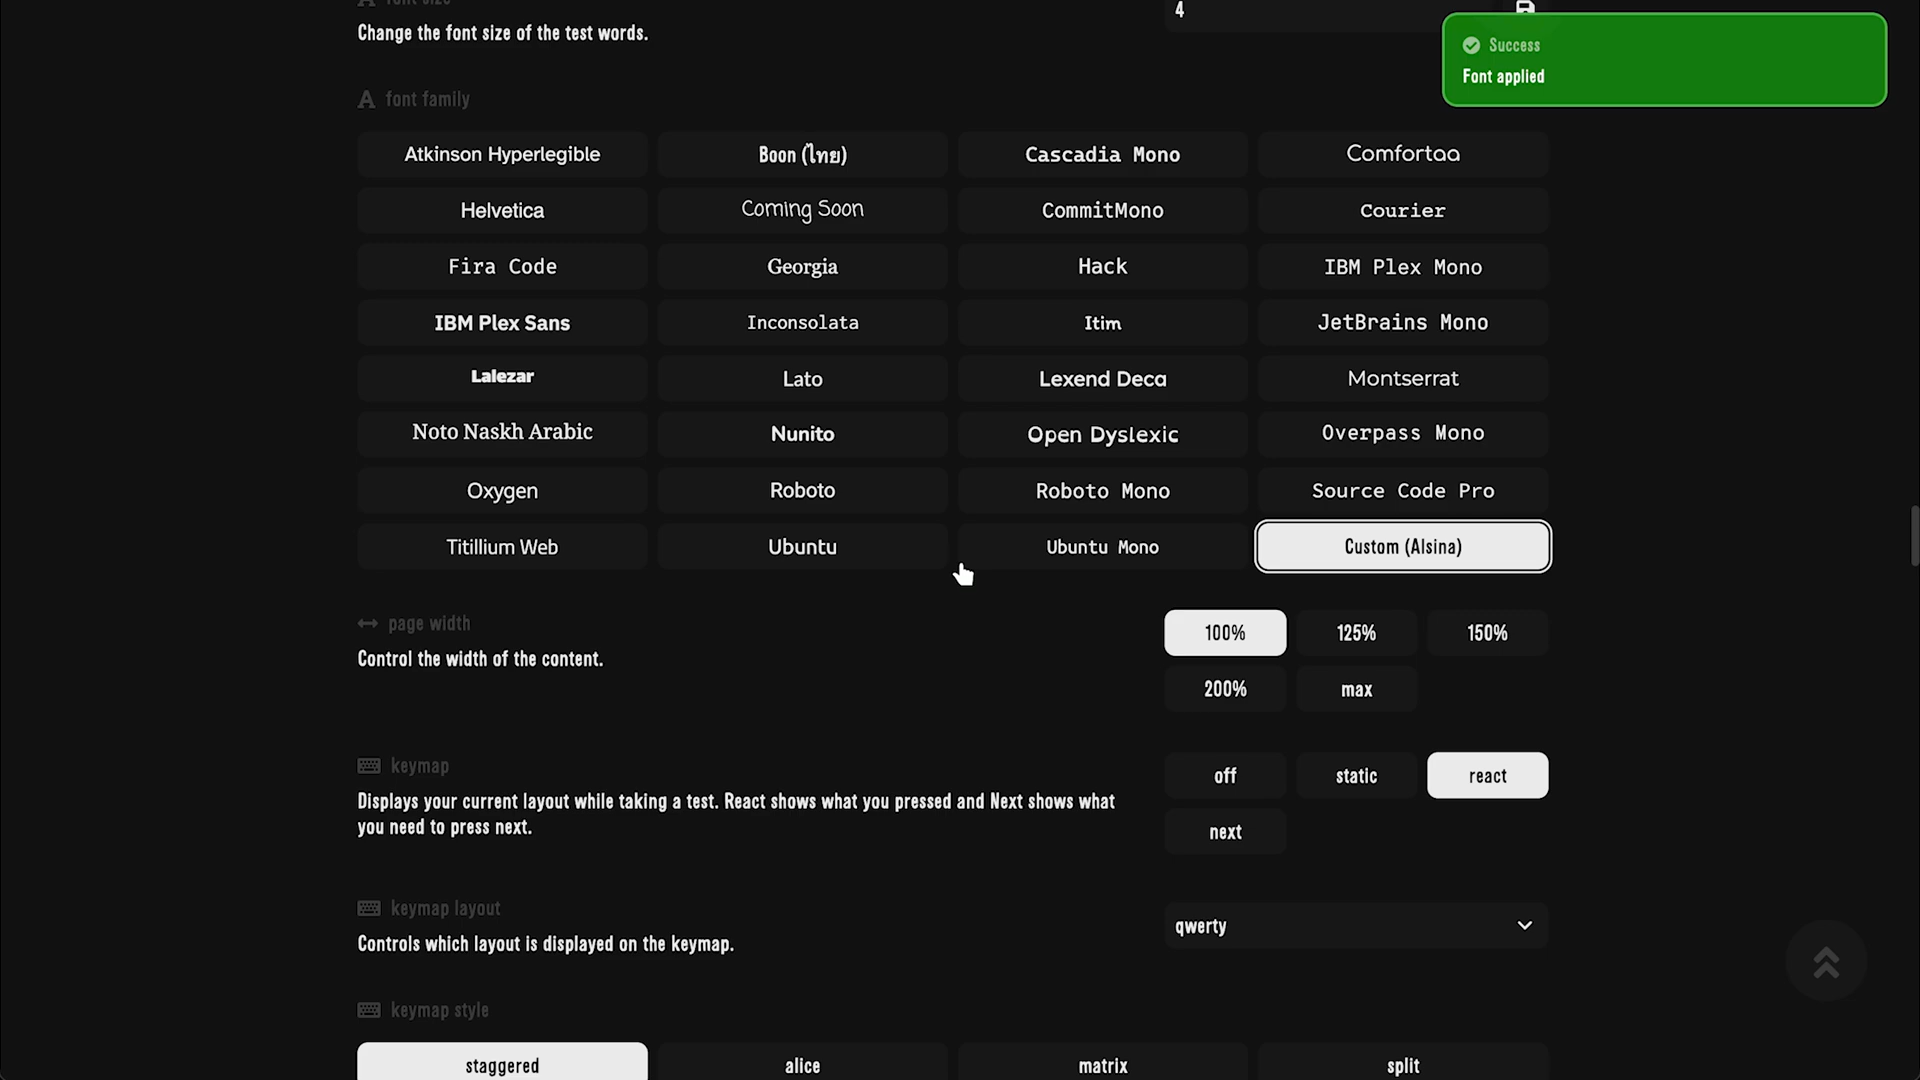 font size
4
Change the font size of the test words.
Success
Font applied
font family
Atkinson Hyperlegible
Boon (ไทย)
Cascadia Mono
Comfortaa
Helvetica
Coming Soon
CommitMono
Courier
Fira Code
Georgia
Hack
IBM Plex Mono
IBM Plex Sans
Inconsolata
Itim
JetBrains Mono
Lalezar
Lato
Lexend Deca
Montserrat
Noto Naskh Arabic
Nunito
Open Dyslexic
Overpass Mono
Oxygen
Roboto
Roboto Mono
Source Code Pro
Titillium Web
Ubuntu
Ubuntu Mono
Custom (Alsina)
page width
100%
125%
150%
Control the width of the content.
200%
max
keymap
off
static
react
Displays your current layout while taking a test. React shows what you pressed and Next shows what
you need to press next.
next
keymap layout
qwerty
Controls which layout is displayed on the keymap.
keymap style
staggered
alice
matrix
split